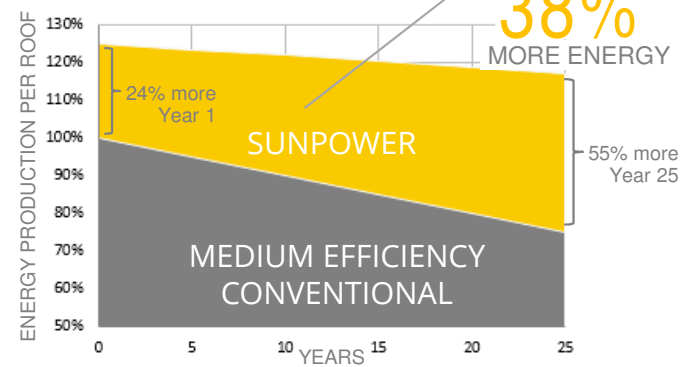 38%
MORE ENERGY
ENERGY PRODUCTION PER ROOF
130%
120%
110%
100%
90%
80%
70%
60%
50%
24% more
Year 1
SUNPOWER
55% more
Year 25
MEDIUM EFFICIENCY
CONVENTIONAL
0 5 10 15 20 25
YEARS